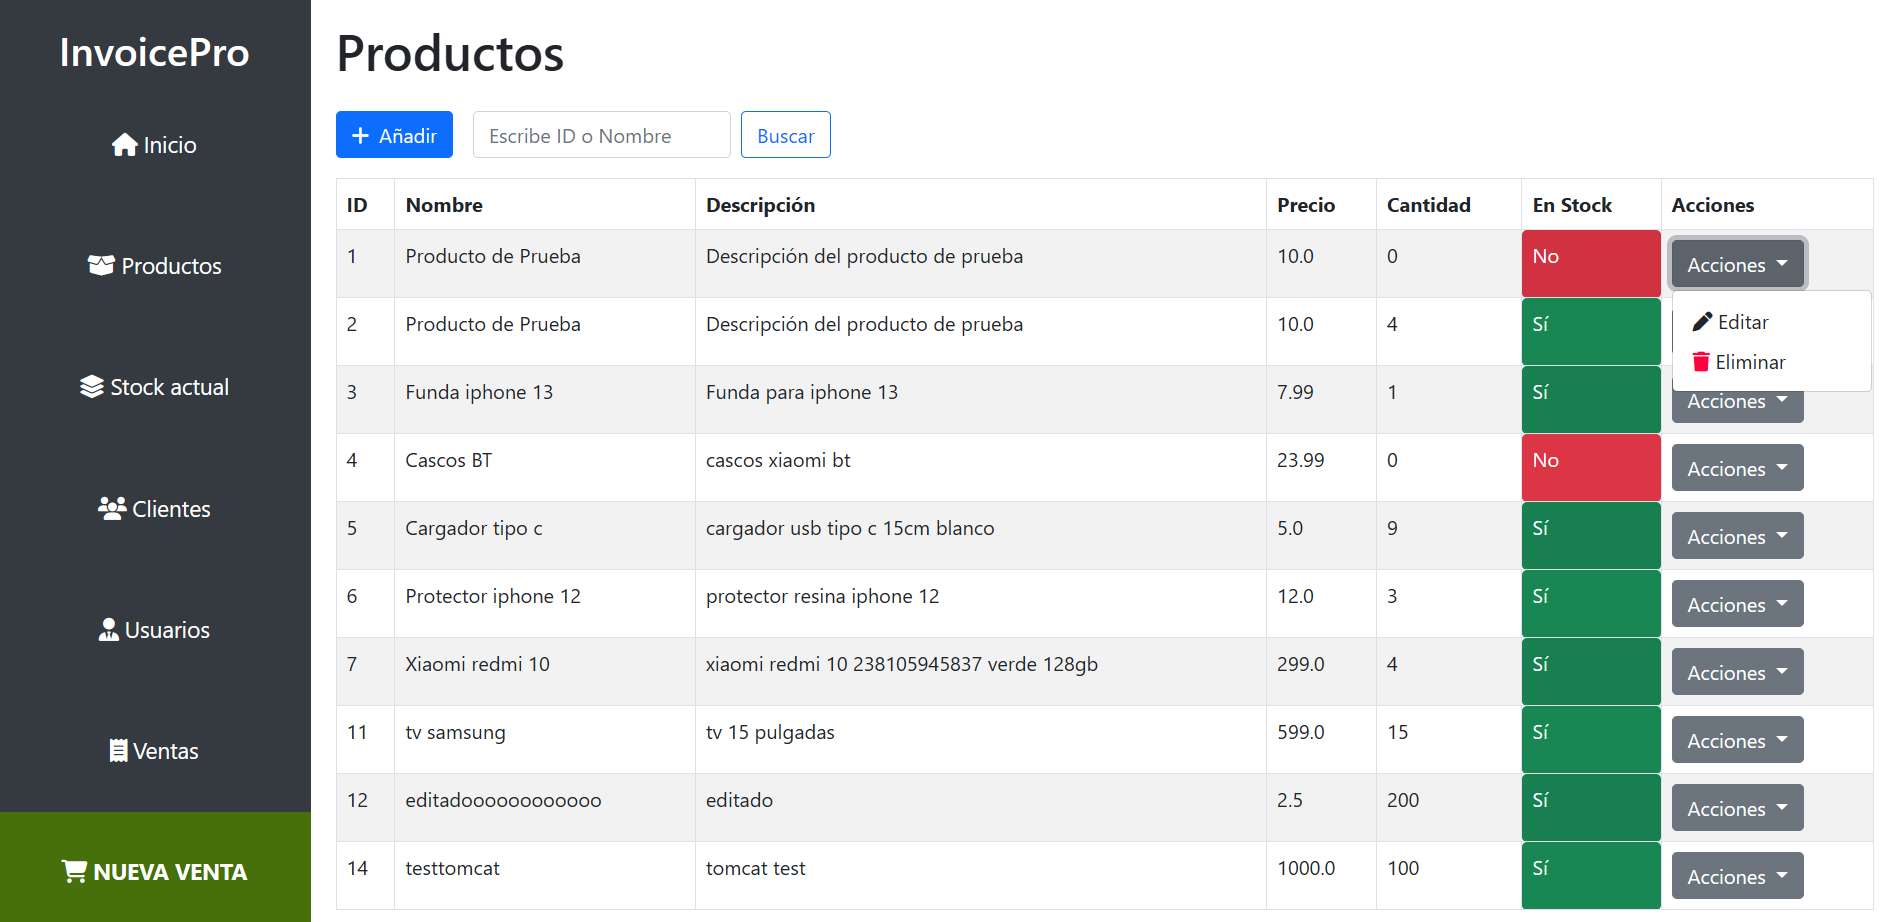 InvoicePro
Inicio
Productos
Stock actual
Clientes
Usuarios
Ventas
NUEVA VENTA
Productos
+ Añadir Escribe ID o Nombre Buscar
ID Nombre Descripción Precio Cantidad En Stock Acciones
1 Producto de Prueba Descripción del producto de prueba 10.0 0 No Acciones
Editar
Eliminar
2 Producto de Prueba Descripción del producto de prueba 10.0 4 Sí
3 Funda iphone 13 Funda para iphone 13 7.99 1 Sí Acciones
4 Cascos BT cascos xiaomi bt 23.99 0 No Acciones
5 Cargador tipo c cargador usb tipo c 15cm blanco 5.0 9 Sí Acciones
6 Protector iphone 12 protector resina iphone 12 12.0 3 Sí Acciones
7 Xiaomi redmi 10 xiaomi redmi 10 238105945837 verde 128gb 299.0 4 Sí Acciones
11 tv samsung tv 15 pulgadas 599.0 15 Sí Acciones
12 editadoooooooooooo editado 2.5 200 Sí Acciones
14 testtomcat tomcat test 1000.0 100 Sí Acciones